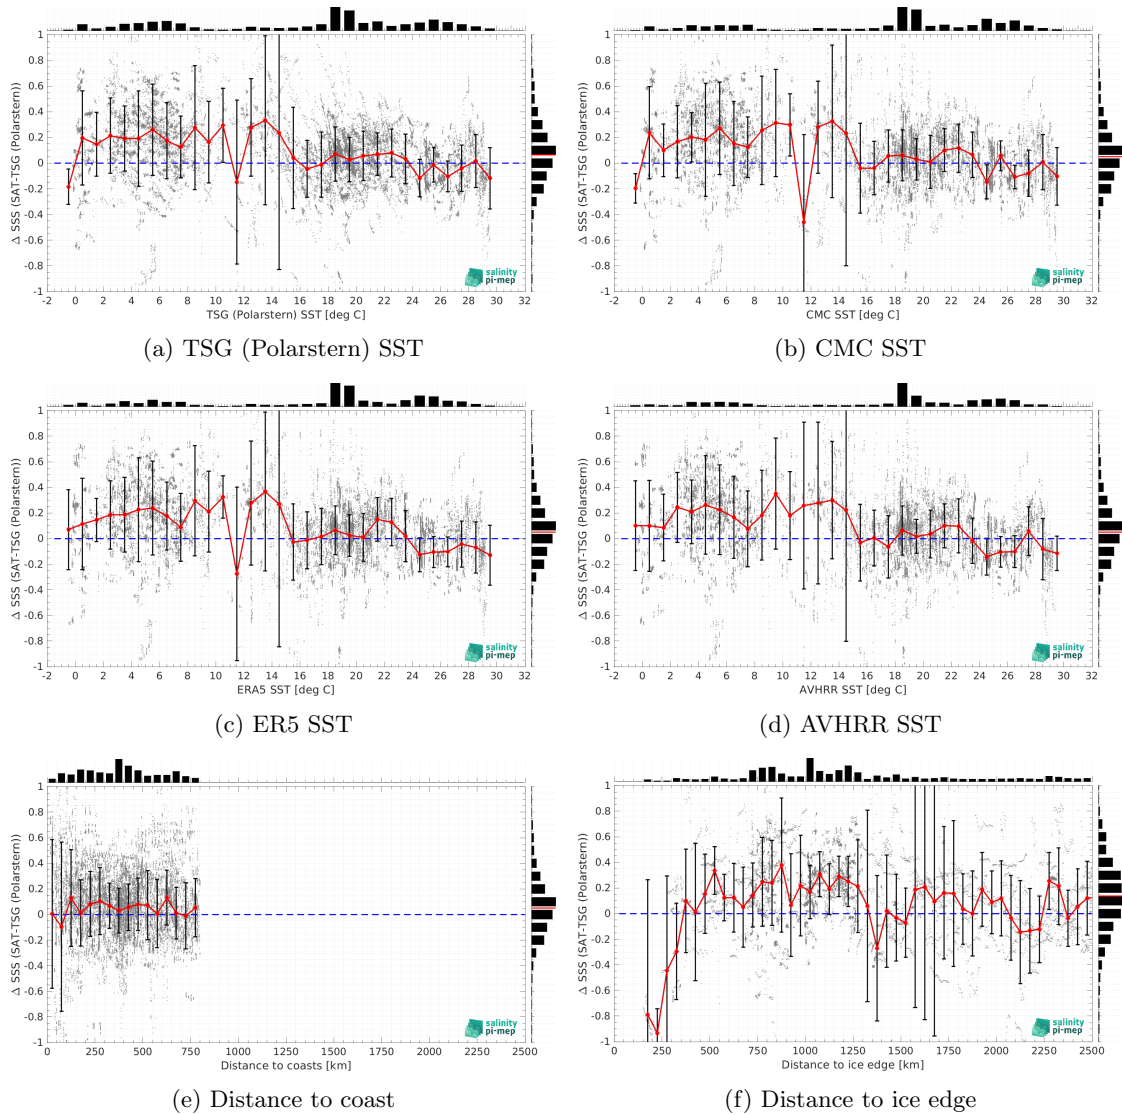 1
0.8
0.6
0.4
0.2
0
-0.2
-0.4
-0.6
-0.8
-1
Δ SSS (SAT-TSG (Polarstern))
salinity
pi-mep
-2 0 2 4 6 8 10 12 14 16 18 20 22 24 26 28 30 32
TSG (Polarstern) SST [deg C]
(a) TSG (Polarstern) SST
1
0.8
0.6
0.4
0.2
0
-0.2
-0.4
-0.6
-0.8
-1
Δ SSS (SAT-TSG (Polarstern))
salinity
pi-mep
-2 0 2 4 6 8 10 12 14 16 18 20 22 24 26 28 30 32
CMC SST [deg C]
(b) CMC SST
1
0.8
0.6
0.4
0.2
0
-0.2
-0.4
-0.6
-0.8
-1
Δ SSS (SAT-TSG (Polarstern))
salinity
pi-mep
-2 0 2 4 6 8 10 12 14 16 18 20 22 24 26 28 30 32
ERA5 SST [deg C]
(c) ER5 SST
1
0.8
0.6
0.4
0.2
0
-0.2
-0.4
-0.6
-0.8
-1
Δ SSS (SAT-TSG (Polarstern))
salinity
pi-mep
-2 0 2 4 6 8 10 12 14 16 18 20 22 24 26 28 30 32
AVHRR SST [deg C]
(d) AVHRR SST
1
0.8
0.6
0.4
0.2
0
-0.2
-0.4
-0.6
-0.8
-1
Δ SSS (SAT-TSG (Polarstern))
salinity
pi-mep
0 250 500 750 1000 1250 1500 1750 2000 2250 2500
Distance to coasts [km]
(e) Distance to coast
1
0.8
0.6
0.4
0.2
0
-0.2
-0.4
-0.6
-0.8
-1
Δ SSS (SAT-TSG (Polarstern))
salinity
pi-mep
0 250 500 750 1000 1250 1500 1750 2000 2250 2500
Distance to ice edge [km]
(f) Distance to ice edge